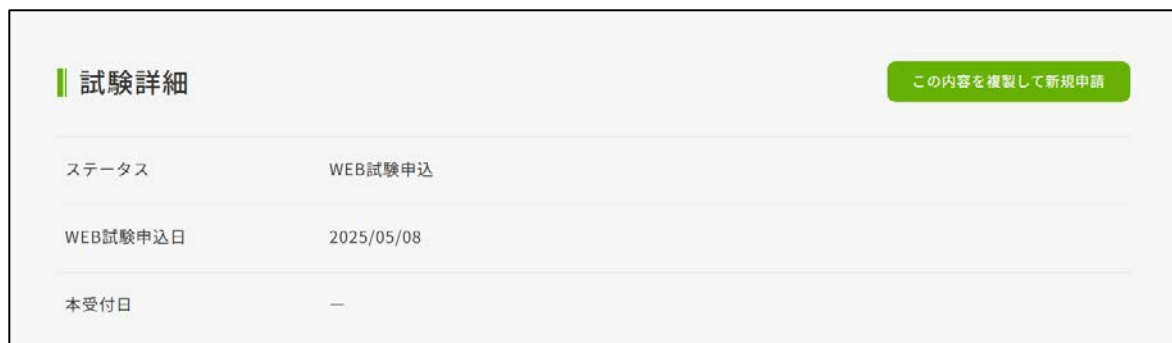 試験詳細
この内容を複製して新規申請
ステータス WEB試験申込
WEB試験申込日 2025/05/08
本受付日 —